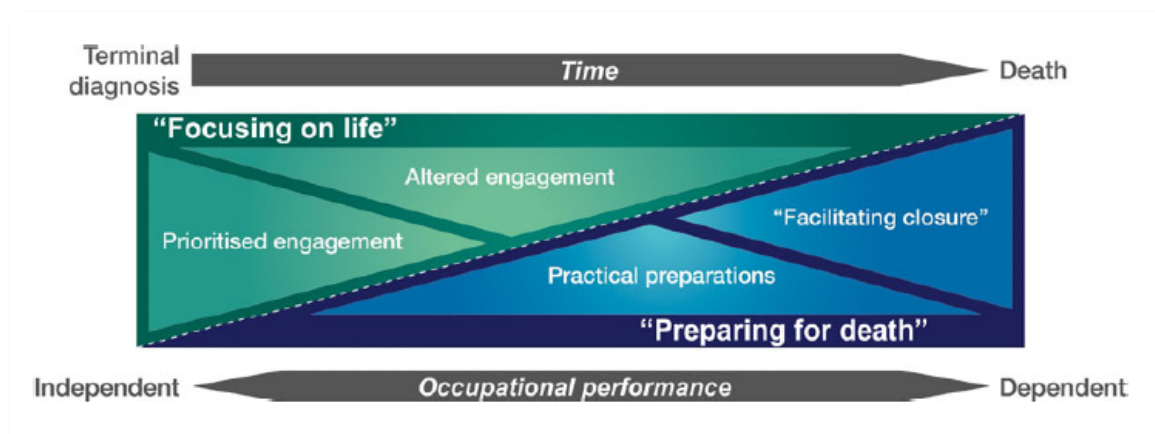 Terminal
diagnosis
Time
Death
“Focusing on life”
Altered engagement
Prioritised engagement
“Facilitating closure”
Practical preparations
“Preparing for death”
Independent
Occupational performance
Dependent